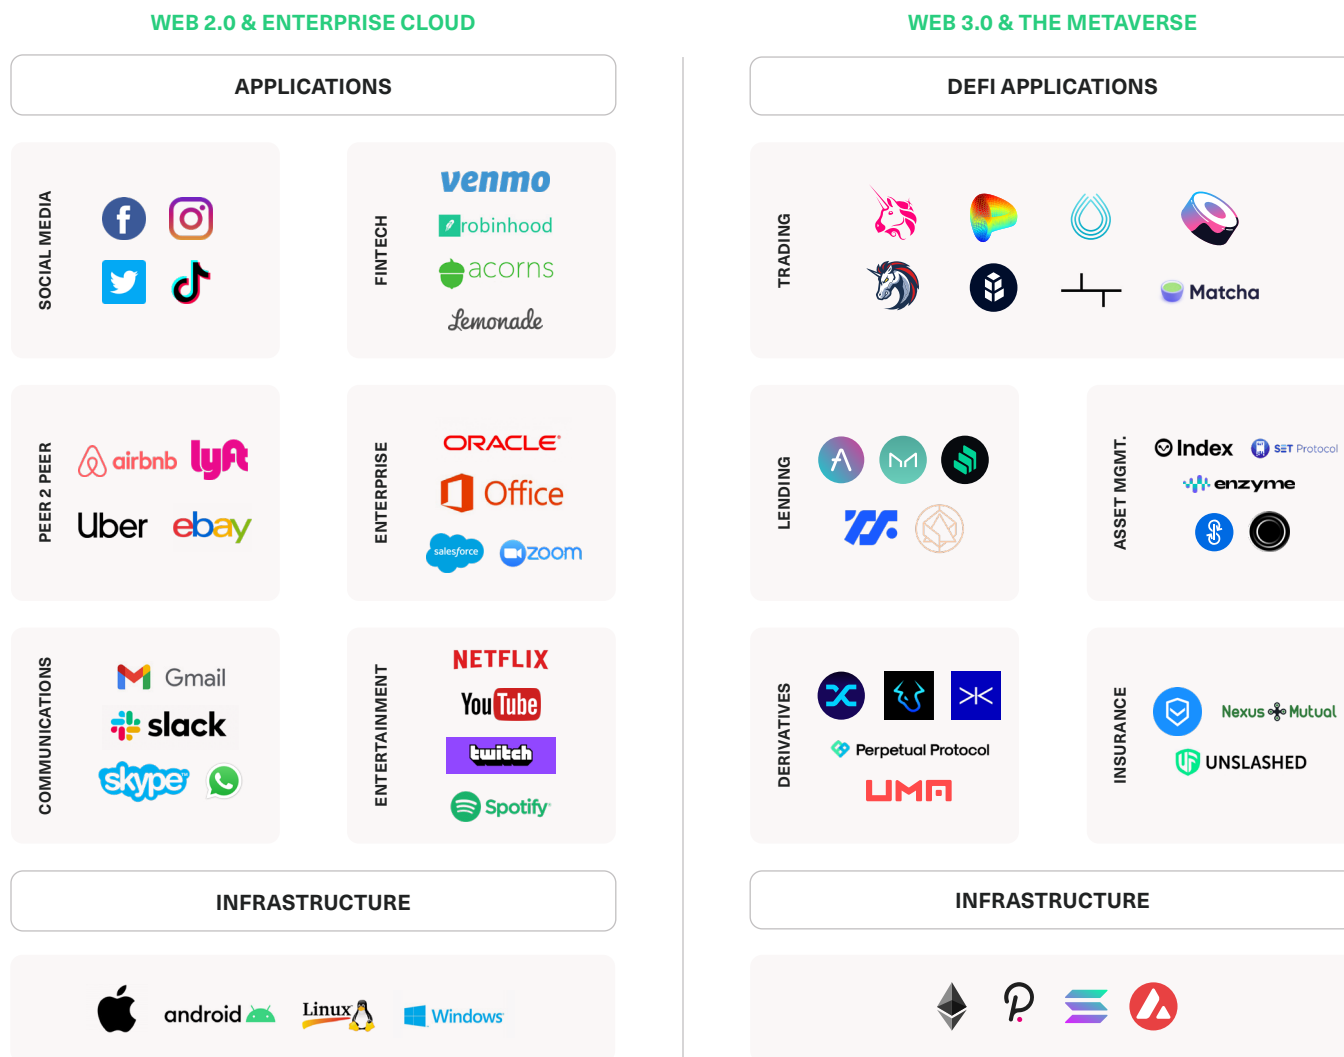 WEB 2.0 & ENTERPRISE CLOUD
APPLICATIONS
SOCIAL MEDIA
FINTECH
venmo
robinhood
acorns
Lemonade
PEER 2 PEER
airbnb
lyft
Uber
ebay
ENTERPRISE
ORACLE®
Office
salesforce
zoom
COMMUNICATIONS
Gmail
slack
skype™
ENTERTAINMENT
NETFLIX
YouTube
twitch
Spotify®
INFRASTRUCTURE
android
Linux
Windows
WEB 3.0 & THE METAVERSE
DEFI APPLICATIONS
TRADING
Matcha
LENDING
ASSET MGMT.
Index
SET Protocol
enzyme
DERIVATIVES
Perpetual Protocol
UMA
INSURANCE
Nexus Mutual
UNSLASHED
INFRASTRUCTURE